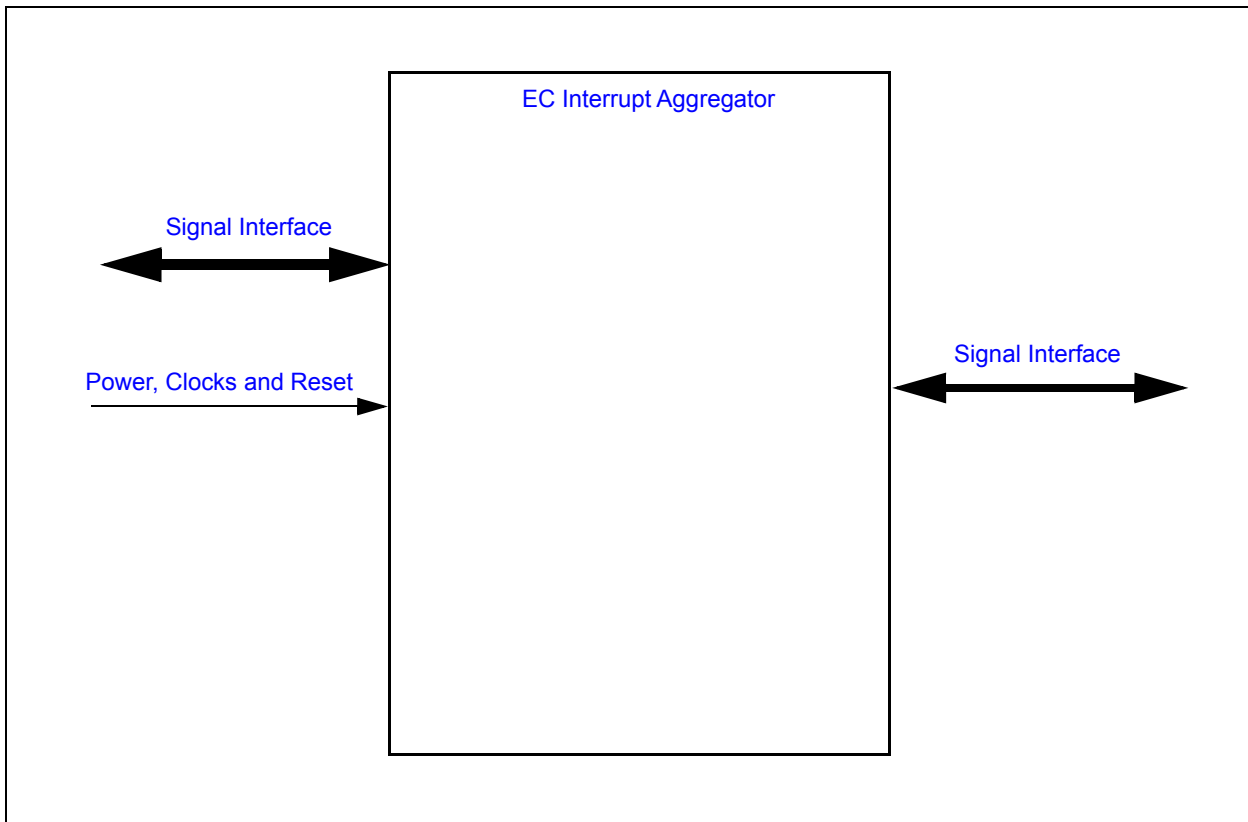 EC Interrupt Aggregator
Signal Interface
Signal Interface
Power, Clocks and Reset